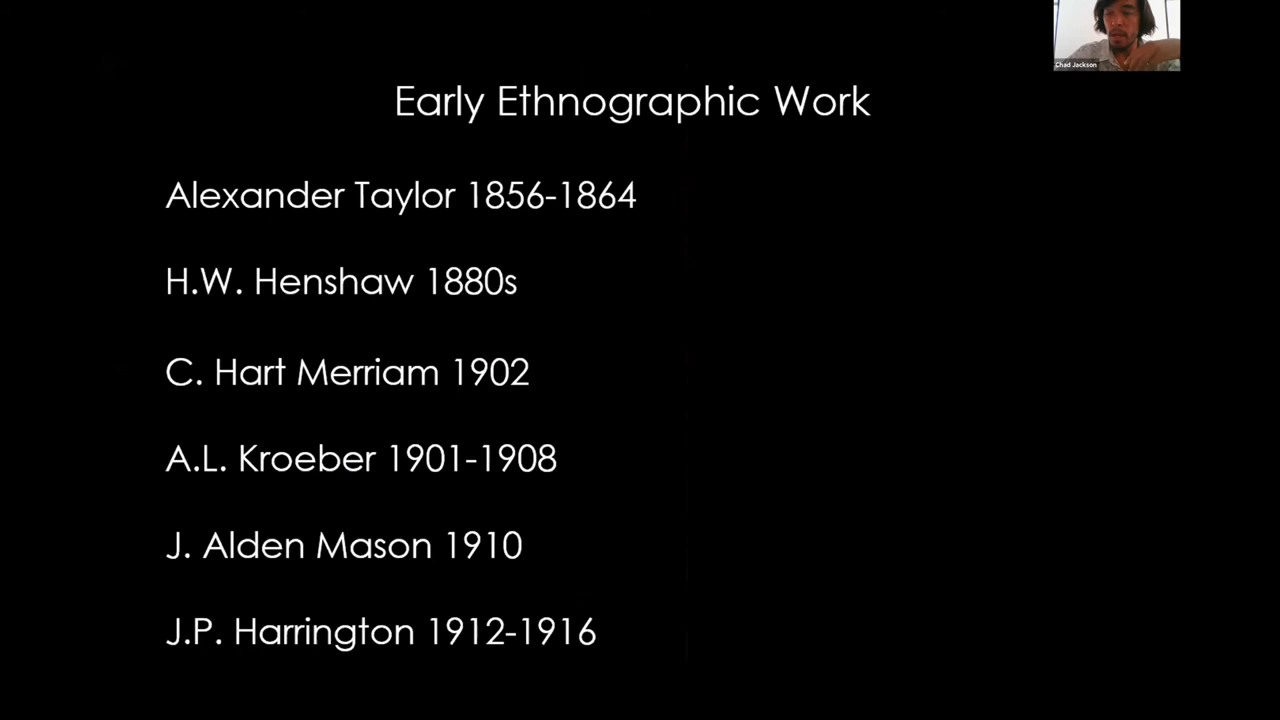 Chad Jackson
Early Ethnographic Work
Alexander Taylor 1856-1864
H.W. Henshaw 1880s
C. Hart Merriam 1902
A.L. Kroeber 1901-1908
J. Alden Mason 1910
J.P. Harrington 1912-1916